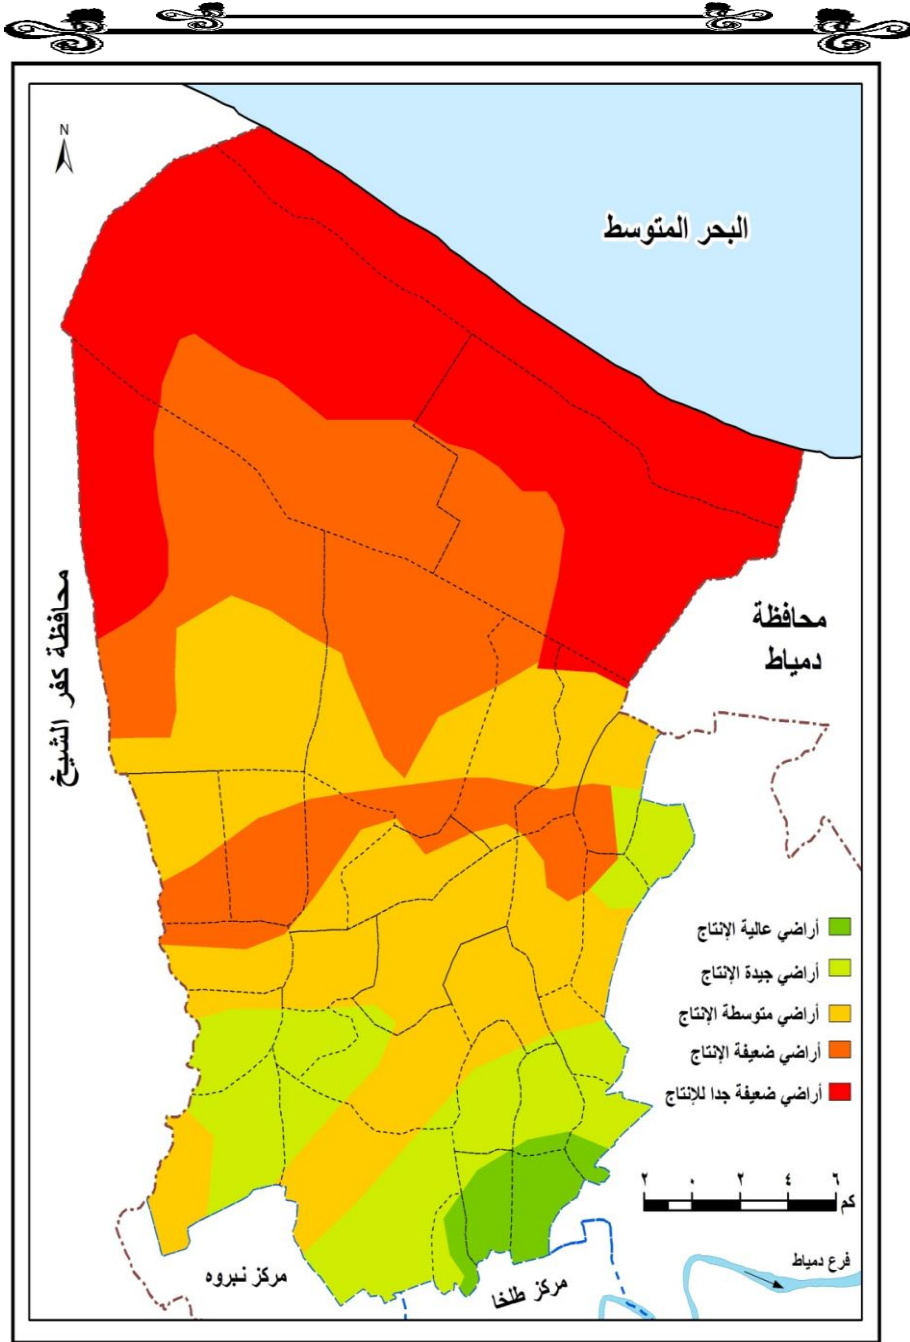 N
البحر المتوسط
محافظة
دمياط
محافظة كفر الشيخ
أراضي عالية الإنتاج
أراضي جيدة الإنتاج
أراضي متوسطة الإنتاج
أراضي ضعيفة الإنتاج
أراضي ضعيفة جدا للإنتاج
٢ ٠ ٢ ٤ ٦
كم
فرع دمياط
مركز نبروه
مركز طلخا